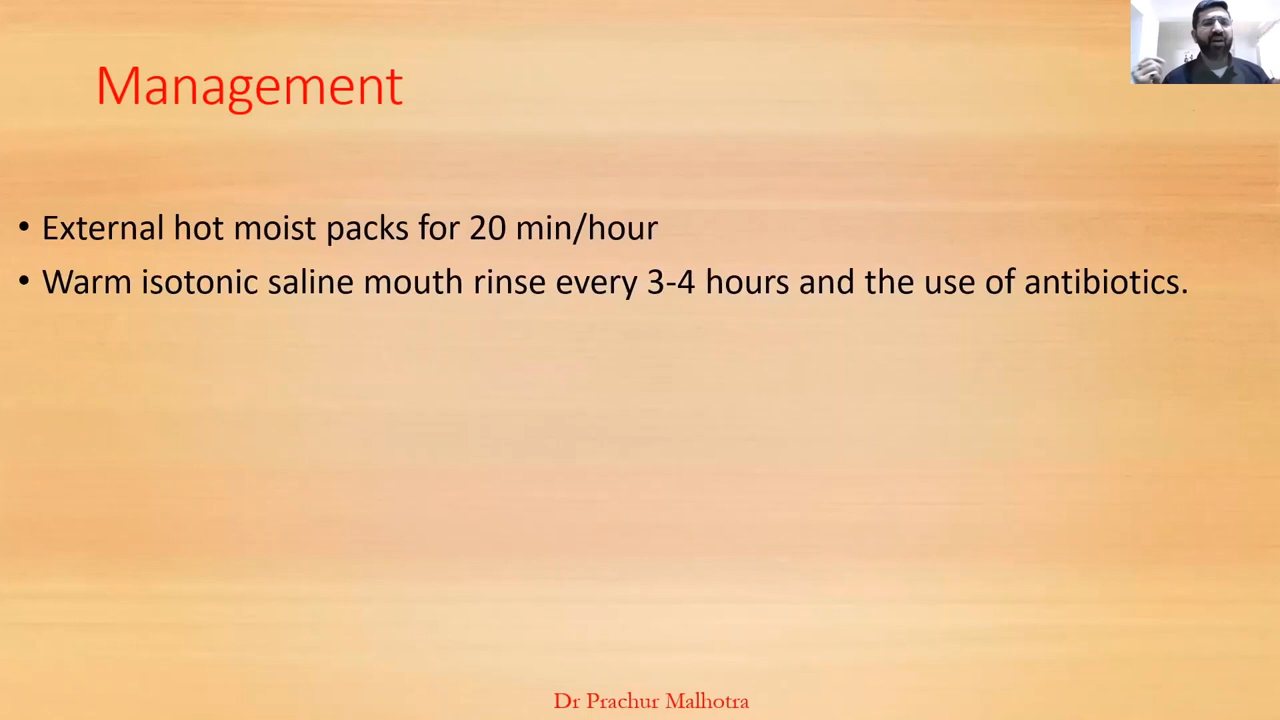 Management
• External hot moist packs for 20 min/hour
• Warm isotonic saline mouth rinse every 3-4 hours and the use of antibiotics.
Dr Prachur Malhotra